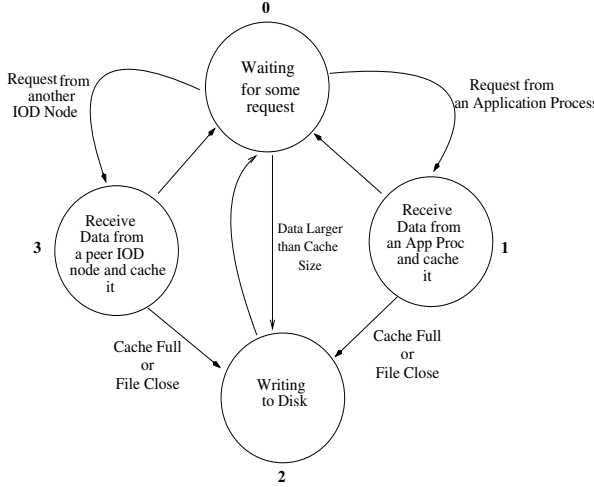 0
Waiting
for some
request
Request from
another
IOD Node
Request from
an Application Process
Receive
Data from
a peer IOD
node and cache
it
3
Data Larger
than Cache
Size
Receive
Data from
an App Proc
and cache
it
1
Cache Full
or
File Close
Cache Full
or
File Close
Writing
to Disk
2